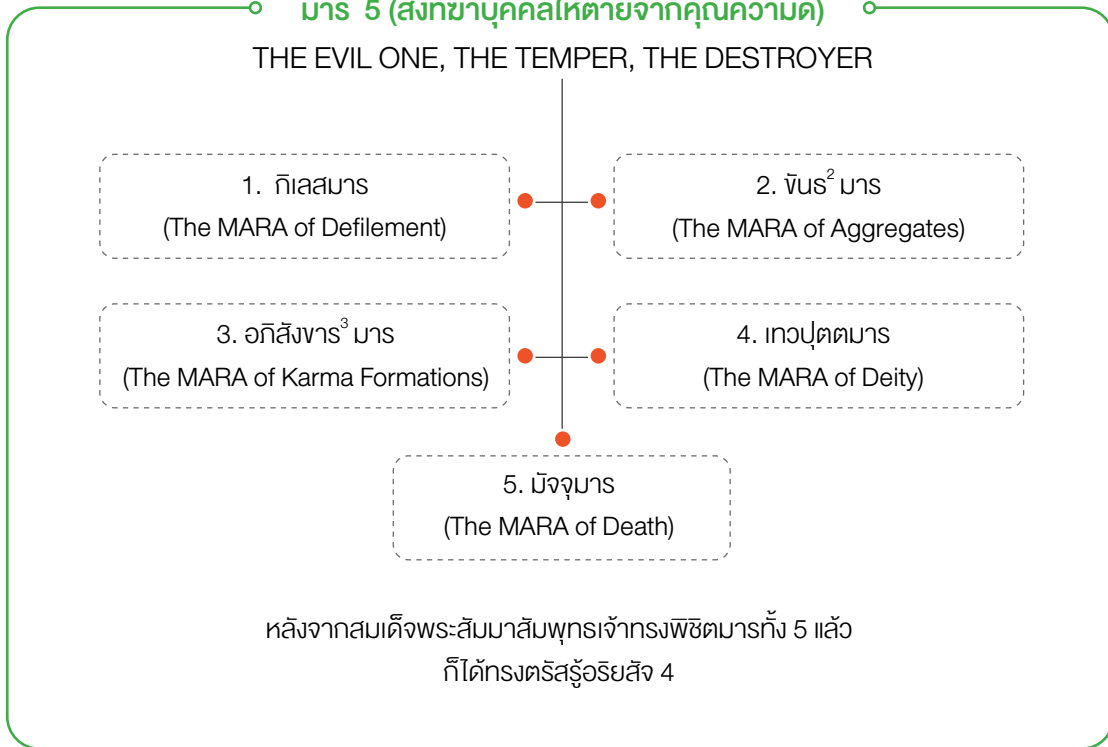 มาร 5 (สิ่งที่ฆ่าบุคคลให้ตายจากคุณความดี)
THE EVIL ONE, THE TEMPER, THE DESTROYER
1. กิเลสมาร
(The MARA of Defilement)
2. ขันธ² มาร
(The MARA of Aggregates)
3. อภิสังขาร³ มาร
(The MARA of Karma Formations)
4. เทวปุตตมาร
(The MARA of Deity)
5. มัจจุมาร
(The MARA of Death)
หลังจากสมเด็จพระสัมมาสัมพุทธเจ้าทรงพิชิตมารทั้ง 5 แล้ว
ก็ได้ทรงตรัสรู้อริยสัจ 4